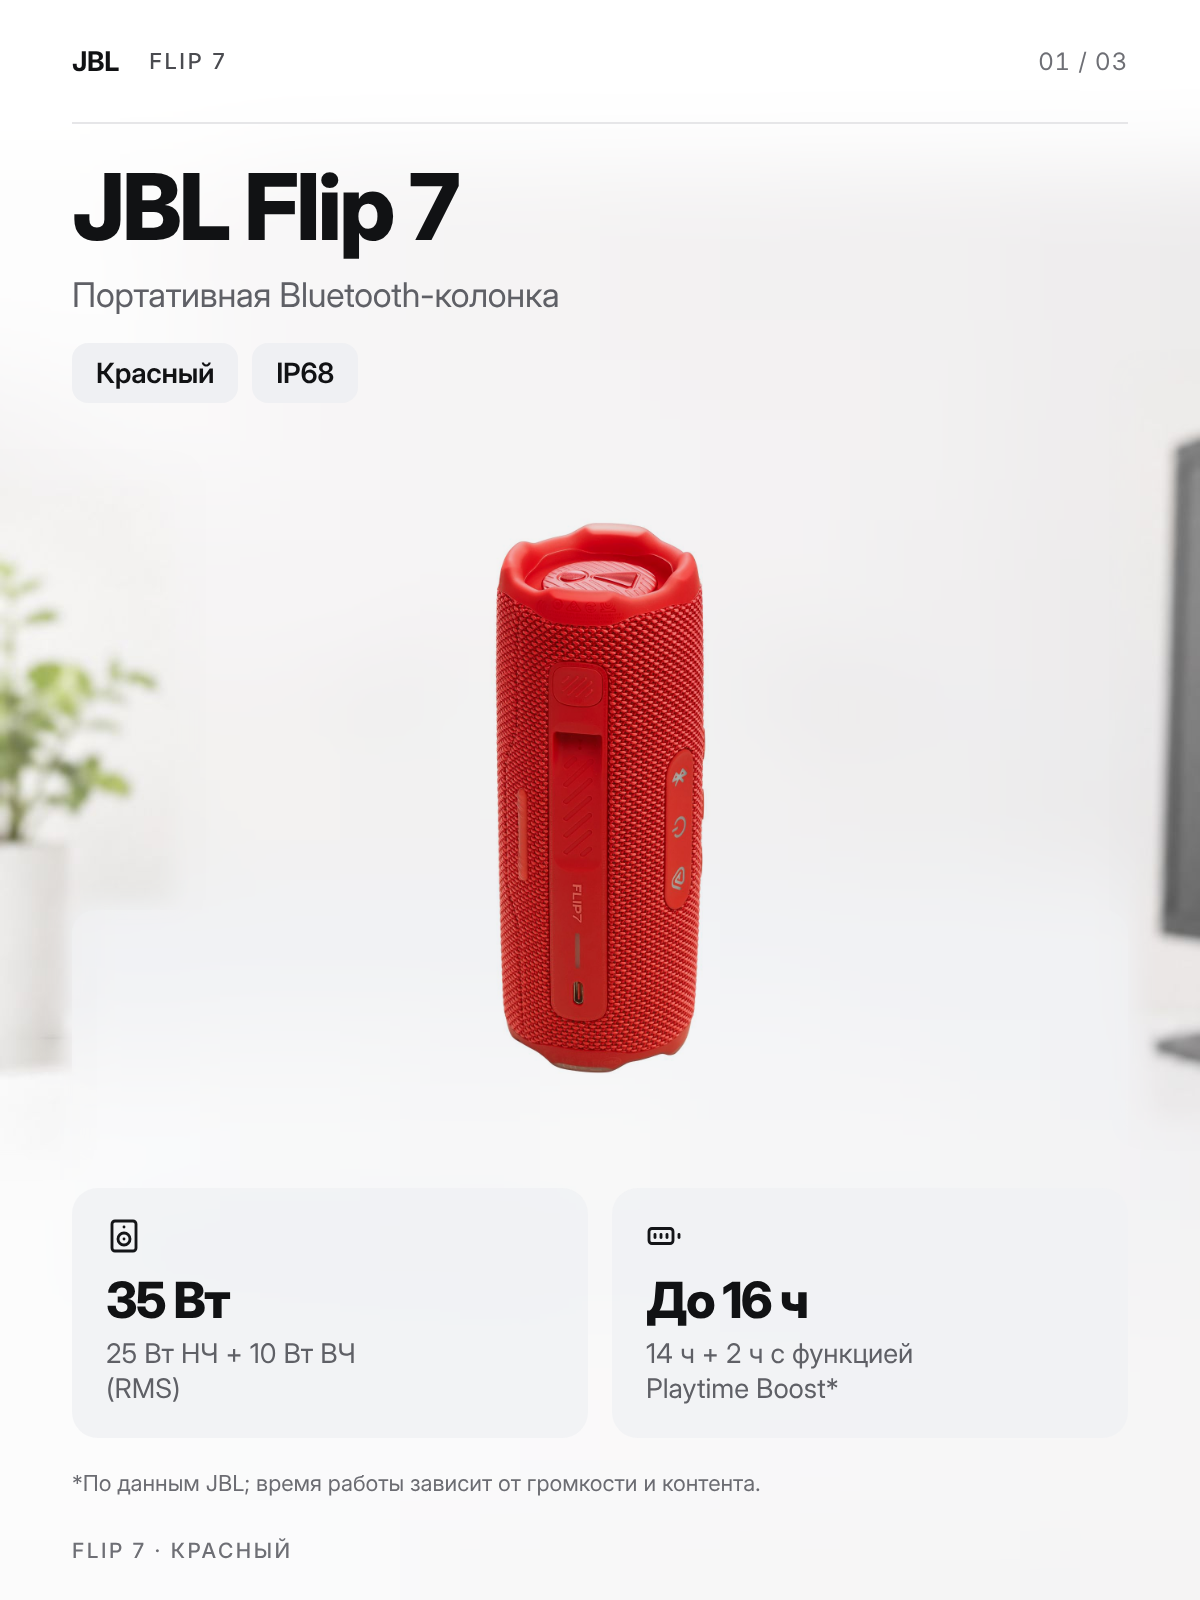 JBL FLIP 7 01 / 03
JBL Flip 7
Портативная Bluetooth-колонка
Красный IP68
FLIP7
35 Вт
25 Вт НЧ + 10 Вт ВЧ
(RMS)
До 16 ч
14 ч + 2 ч с функцией
Playtime Boost*
*По данным JBL; время работы зависит от громкости и контента.
FLIP 7 · КРАСНЫЙ